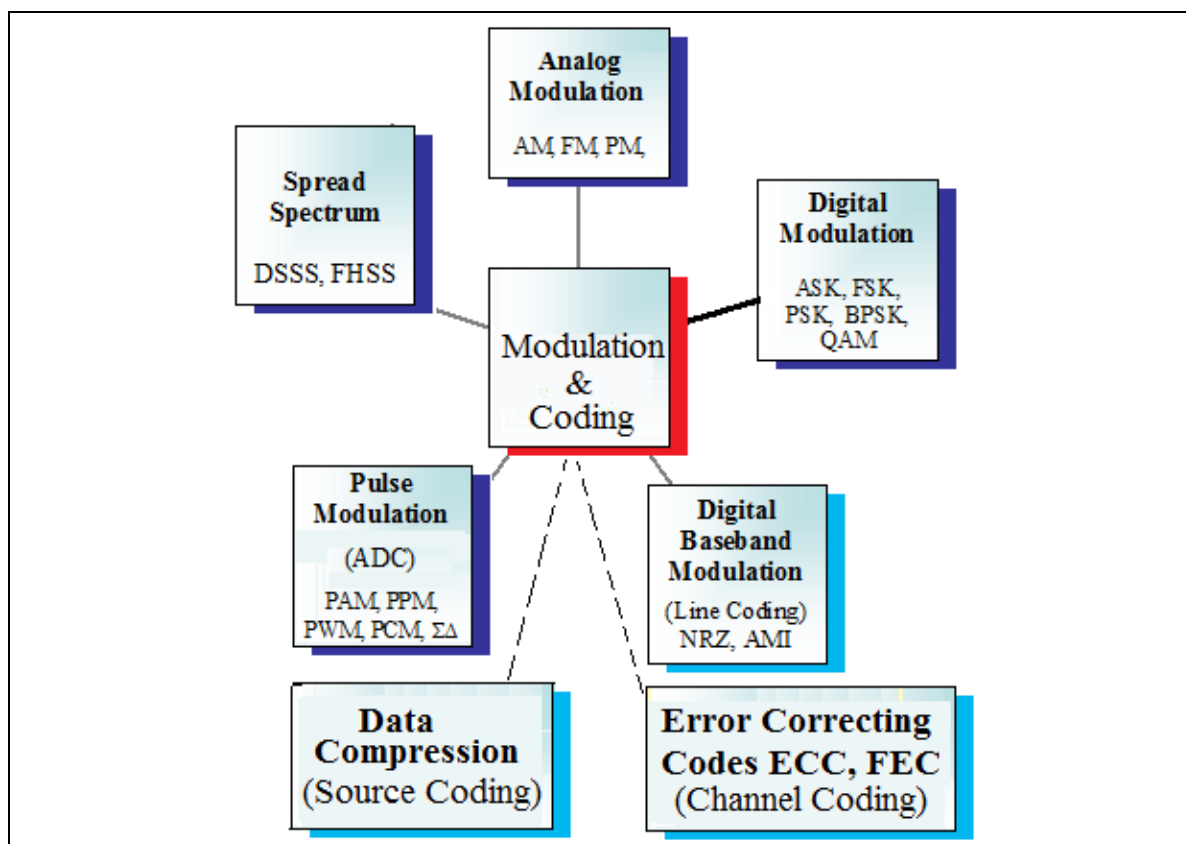 Analog
Modulation
AM, FM, PM,
Spread
Spectrum
DSSS, FHSS
Digital
Modulation
ASK, FSK,
PSK, BPSK,
QAM
Modulation
&
Coding
Pulse
Modulation
(ADC)
PAM, PPM,
PWM, PCM, ΣΔ
Digital
Baseband
Modulation
(Line Coding)
NRZ, AMI
Data
Compression
(Source Coding)
Error Correcting
Codes ECC, FEC
(Channel Coding)